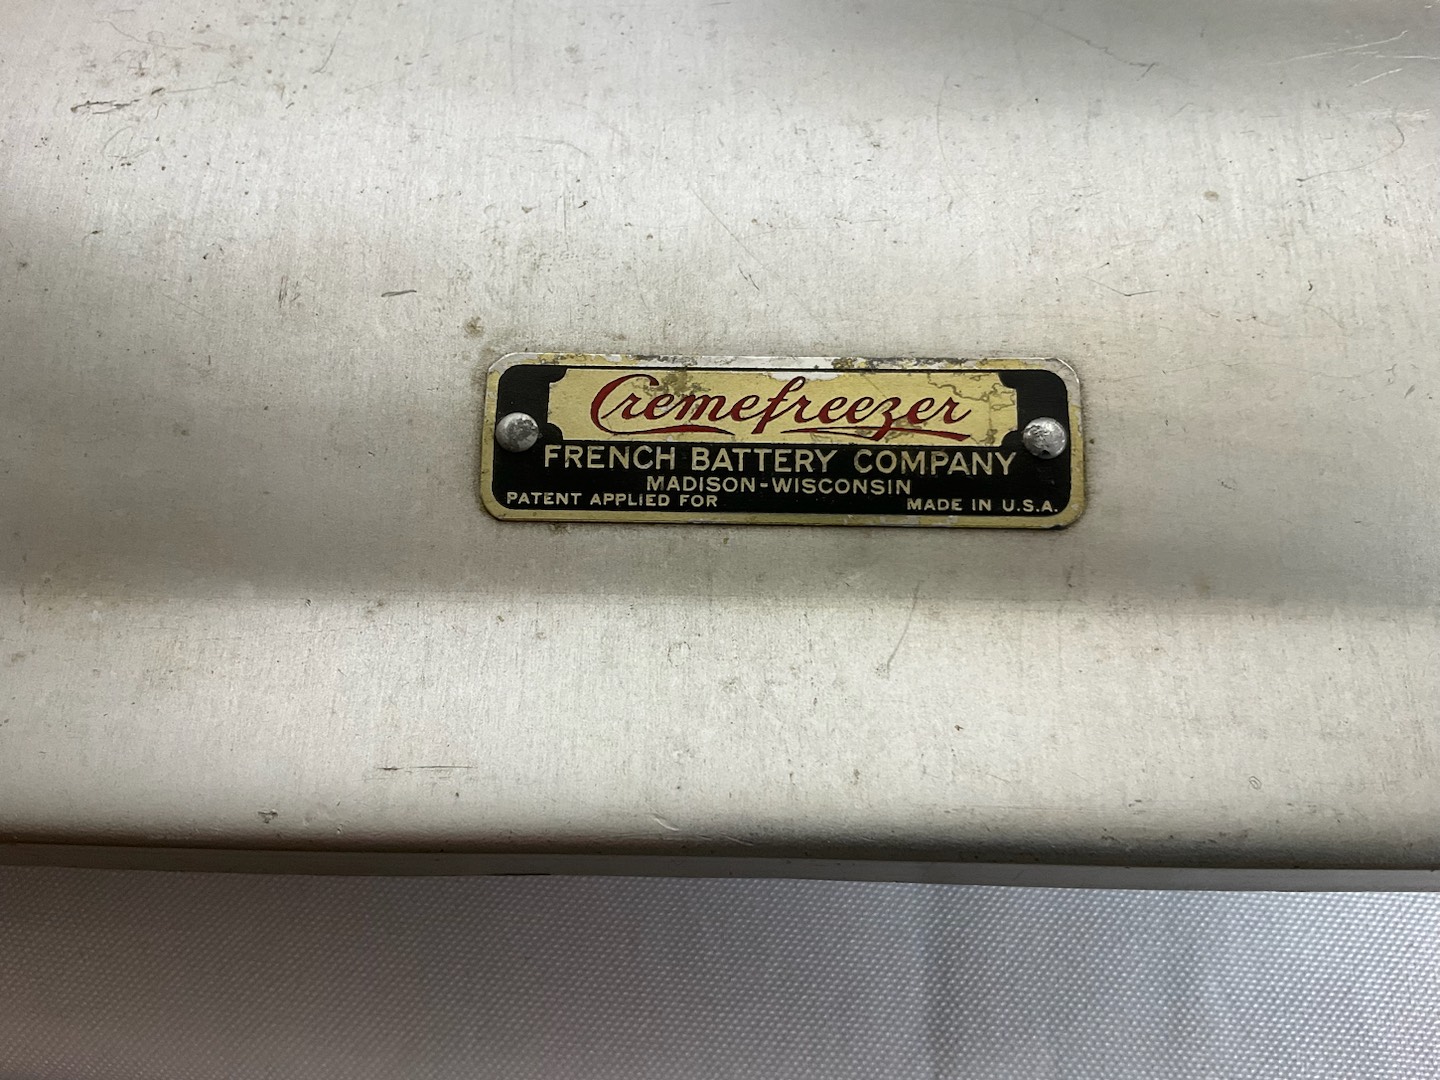 Cremefreezer
FRENCH BATTERY COMPANY
MADISON-WISCONSIN
PATENT APPLIED FOR MADE IN U.S.A.